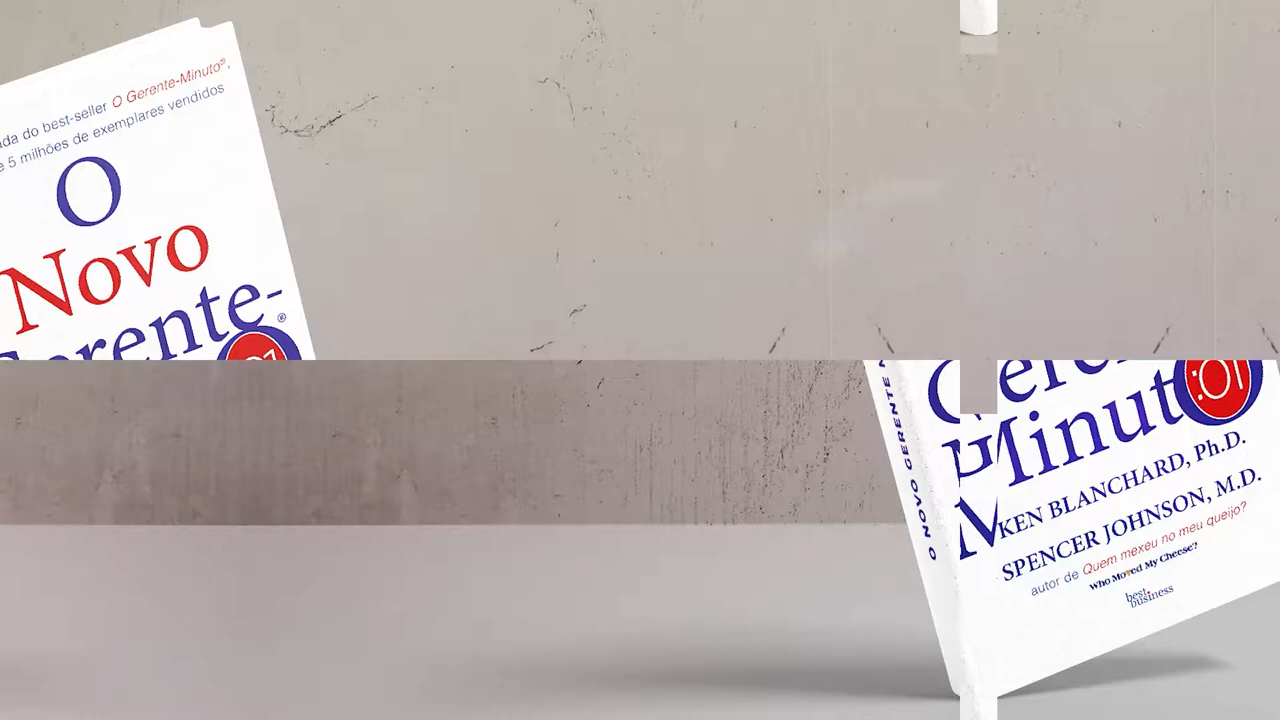 ada do best-seller O Gerente-Minuto®,
e 5 milhões de exemplares vendidos
O
Novo
Gerente-
®
Geren
Minuto
M
KEN BLANCHARD, Ph.D.
SPENCER JOHNSON, M.D.
autor de Quem mexeu no meu queijo?
Who Moved My Cheese?
best.
business
O NOVO GERENTE